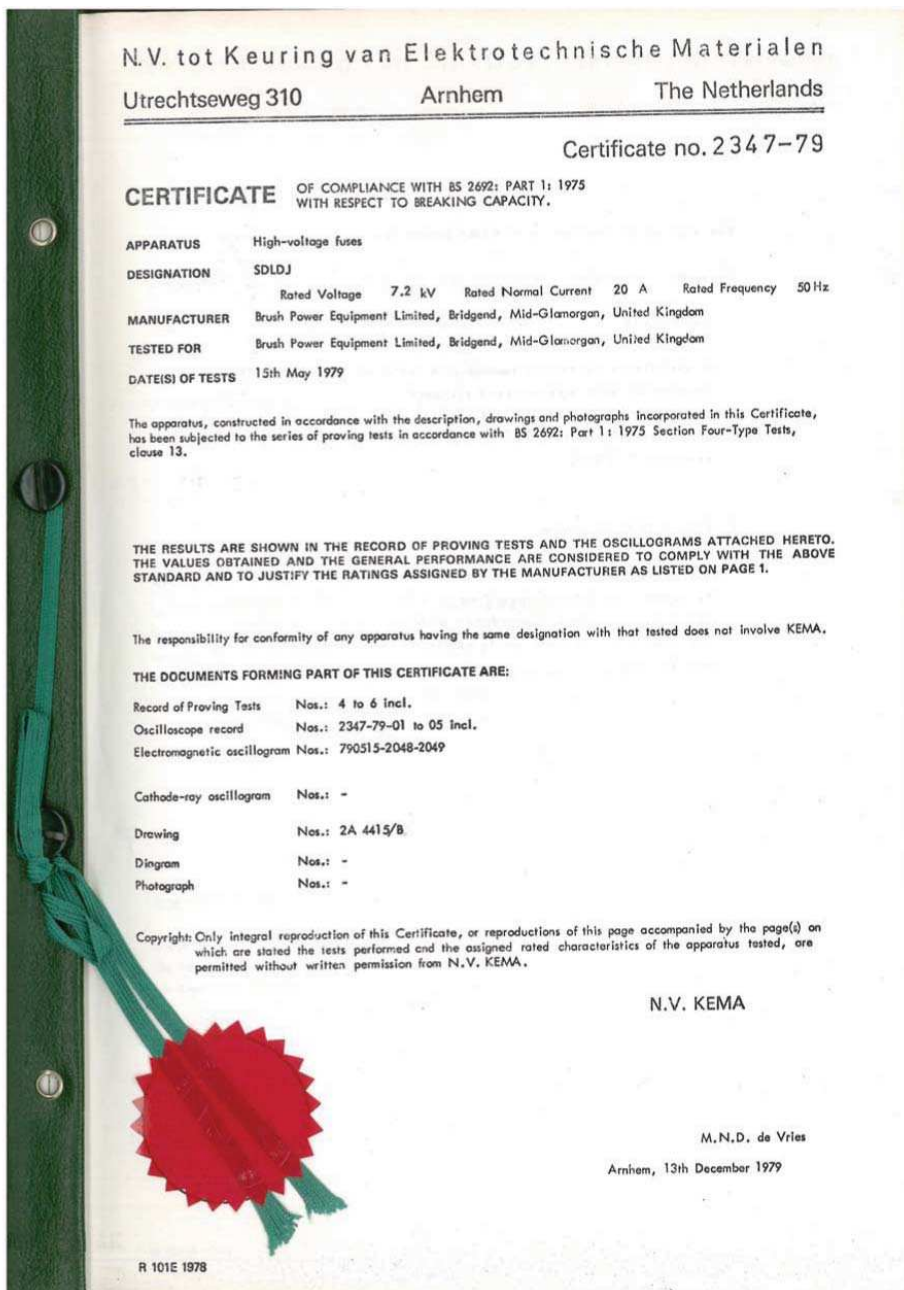 N.V. tot Keuring van Elektrotechnische Materialen
Utrechtseweg 310 Arnhem The Netherlands
Certificate no. 2347-79
CERTIFICATE OF COMPLIANCE WITH BS 2692: PART 1: 1975
WITH RESPECT TO BREAKING CAPACITY.
APPARATUS High-voltage fuses
DESIGNATION SDLDJ
Rated Voltage 7.2 kV Rated Normal Current 20 A Rated Frequency 50 Hz
MANUFACTURER Brush Power Equipment Limited, Bridgend, Mid-Glamorgan, United Kingdom
TESTED FOR Brush Power Equipment Limited, Bridgend, Mid-Glamorgan, United Kingdom
DATE(S) OF TESTS 15th May 1979
The apparatus, constructed in accordance with the description, drawings and photographs incorporated in this Certificate,
has been subjected to the series of proving tests in accordance with BS 2692: Part 1: 1975 Section Four-Type Tests,
clause 13.
THE RESULTS ARE SHOWN IN THE RECORD OF PROVING TESTS AND THE OSCILLOGRAMS ATTACHED HERETO.
THE VALUES OBTAINED AND THE GENERAL PERFORMANCE ARE CONSIDERED TO COMPLY WITH THE ABOVE
STANDARD AND TO JUSTIFY THE RATINGS ASSIGNED BY THE MANUFACTURER AS LISTED ON PAGE 1.
The responsibility for conformity of any apparatus having the same designation with that tested does not involve KEMA.
THE DOCUMENTS FORMING PART OF THIS CERTIFICATE ARE:
Record of Proving Tests Nos.: 4 to 6 incl.
Oscilloscope record Nos.: 2347-79-01 to 05 incl.
Electromagnetic oscillogram Nos.: 790515-2048-2049
Cathode-ray oscillogram Nos.: -
Drawing Nos.: 2A 4415/B
Diagram Nos.: -
Photograph Nos.: -
Copyright: Only integral reproduction of this Certificate, or reproductions of this page accompanied by the page(s) on
which are stated the tests performed and the assigned rated characteristics of the apparatus tested, are
permitted without written permission from N.V. KEMA.
N.V. KEMA
M.N.D. de Vries
Arnhem, 13th December 1979
R 101E 1978